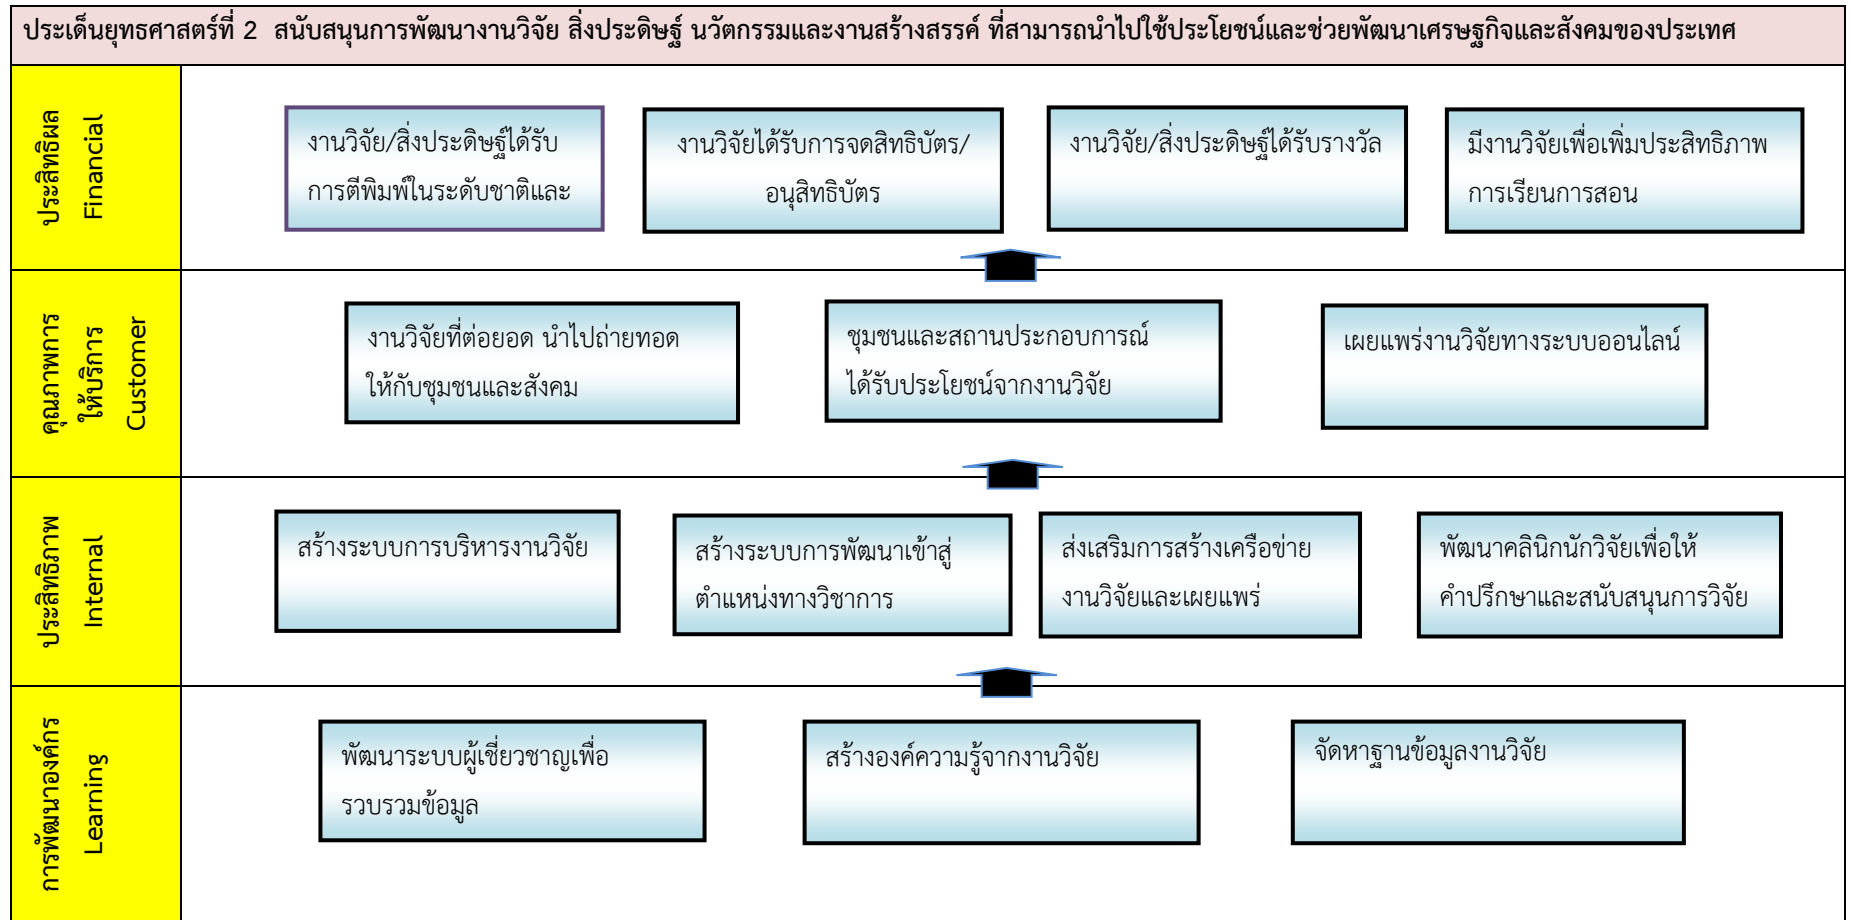 ประเด็นยุทธศาสตร์ที่ 2 สนับสนุนการพัฒนางานวิจัย สิ่งประดิษฐ์ นวัตกรรมและงานสร้างสรรค์ ที่สามารถนำไปใช้ประโยชน์และช่วยพัฒนาเศรษฐกิจและสังคมของประเทศ
ประสิทธิผล
Financial
งานวิจัย/สิ่งประดิษฐ์ได้รับ
การตีพิมพ์ในระดับชาติและ
งานวิจัยได้รับการจดสิทธิบัตร/
อนุสิทธิบัตร
งานวิจัย/สิ่งประดิษฐ์ได้รับรางวัล
มีงานวิจัยเพื่อเพิ่มประสิทธิภาพ
การเรียนการสอน
คุณภาพการ
ให้บริการ
Customer
งานวิจัยที่ต่อยอด นำไปถ่ายทอด
ให้กับชุมชนและสังคม
ชุมชนและสถานประกอบการณ์
ได้รับประโยชน์จากงานวิจัย
เผยแพร่งานวิจัยทางระบบออนไลน์
ประสิทธิภาพ
Internal
สร้างระบบการบริหารงานวิจัย
สร้างระบบการพัฒนาเข้าสู่
ตำแหน่งทางวิชาการ
ส่งเสริมการสร้างเครือข่าย
งานวิจัยและเผยแพร่
พัฒนาคลินิกนักวิจัยเพื่อให้
คำปรึกษาและสนับสนุนการวิจัย
การพัฒนาองค์กร
Learning
พัฒนาระบบผู้เชี่ยวชาญเพื่อ
รวบรวมข้อมูล
สร้างองค์ความรู้จากงานวิจัย
จัดหาฐานข้อมูลงานวิจัย